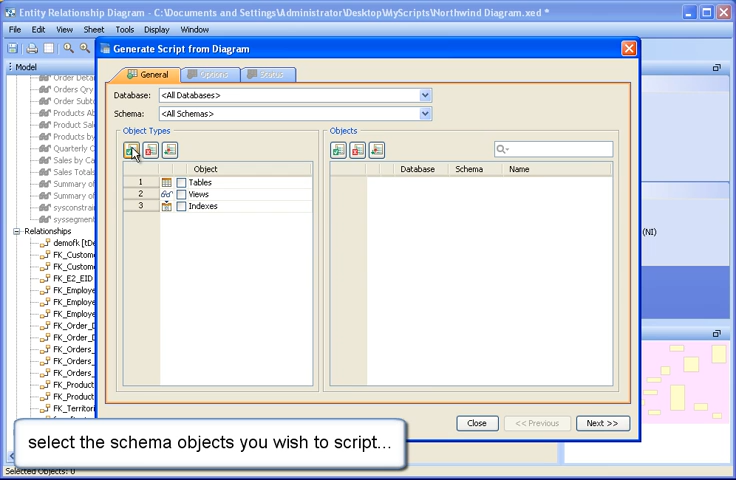 Entity Relationship Diagram - C:\Documents and Settings\Administrator\Desktop\MyScripts\Northwind Diagram.xed *
File Edit View Sheet Tools Display Window
Model
Order Detai
Orders Qry
Order Subto
Products Ab
Product Sal
Products by
Quarterly O
Sales by Ca
Sales Totals
Summary of
Summary of
sysconstrain
syssegment
Relationships
demofk [tDe
FK_Custome
FK_Custome
FK_E2_EID
FK_Employe
FK_Employe
FK_Employe
FK_Order_D
FK_Order_D
FK_Orders_
FK_Orders_
FK_Orders_
FK_Product
FK_Product
FK_Territori
Generate Script from Diagram
General Options Status
Database: <All Databases>
Schema: <All Schemas>
Object Types
Object
1 Tables
2 Views
3 Indexes
Objects
Database Schema Name
Close << Previous Next >>
(NI)
select the schema objects you wish to script...
Selected Objects: 0